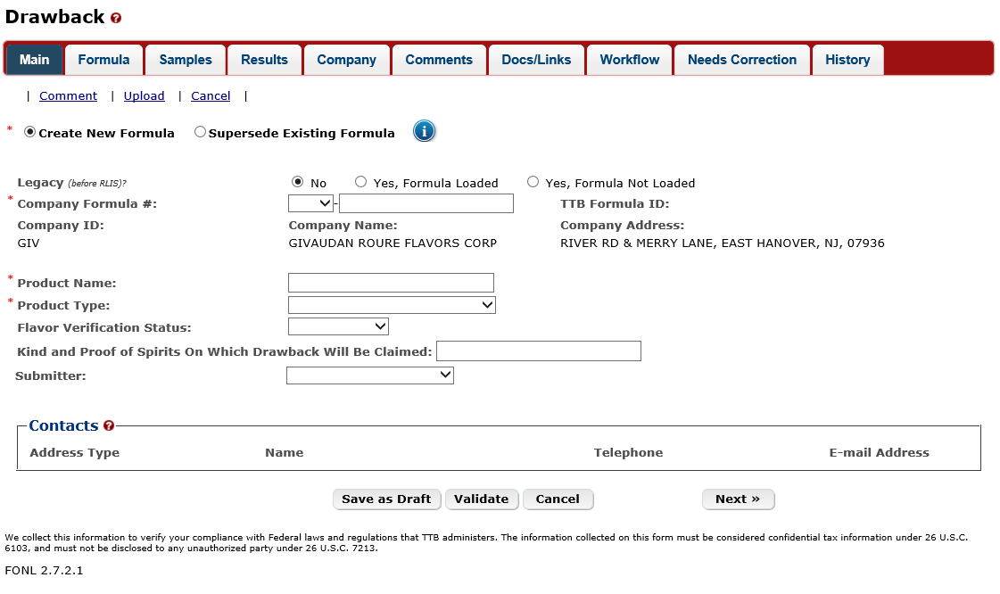 Drawback ?
Main Formula Samples Results Company Comments Docs/Links Workflow Needs Correction History
| Comment | Upload | Cancel |
* Create New Formula Supersede Existing Formula i
Legacy (before RLIS)? No Yes, Formula Loaded Yes, Formula Not Loaded
* Company Formula #: - TTB Formula ID:
Company ID: Company Name: Company Address:
GIV GIVAUDAN ROURE FLAVORS CORP RIVER RD & MERRY LANE, EAST HANOVER, NJ, 07936
* Product Name:
* Product Type:
Flavor Verification Status:
Kind and Proof of Spirits On Which Drawback Will Be Claimed:
Submitter:
Contacts ?
Address Type Name Telephone E-mail Address
Save as Draft Validate Cancel Next »
We collect this information to verify your compliance with Federal laws and regulations that TTB administers. The information collected on this form must be considered confidential tax information under 26 U.S.C.
6103, and must not be disclosed to any unauthorized party under 26 U.S.C. 7213.
FONL 2.7.2.1